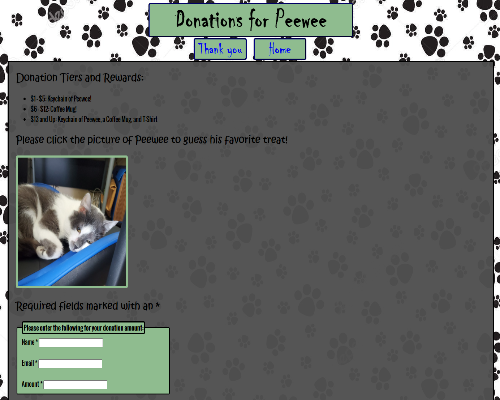 Donations for Peewee
Thank you
Home
Donation Tiers and Rewards:
$1-$5: Keychain of Peewee!
$6-$12: Coffee Mug!
$13 and Up: Keychain of Peewee, a Coffee Mug, and T-Shirt
Please click the picture of Peewee to guess his favorite treat!
Required fields marked with an *
Please enter the following for your donation amount:
Name *
Email *
Amount *